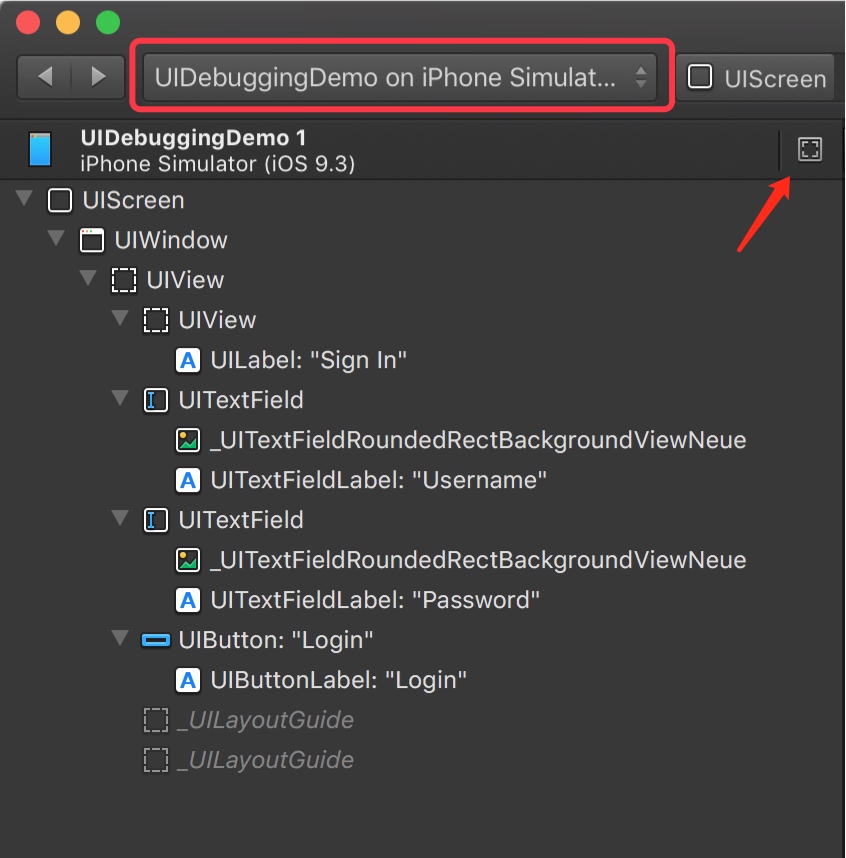 UIDebuggingDemo on iPhone Simulat... UIScreen
UIDebuggingDemo 1
iPhone Simulator (iOS 9.3)
UIScreen
UIWindow
UIView
UIView
UILabel: "Sign In"
UITextField
_UITextFieldRoundedRectBackgroundViewNeue
UITextFieldLabel: "Username"
UITextField
_UITextFieldRoundedRectBackgroundViewNeue
UITextFieldLabel: "Password"
UIButton: "Login"
UIButtonLabel: "Login"
_UILayoutGuide
_UILayoutGuide